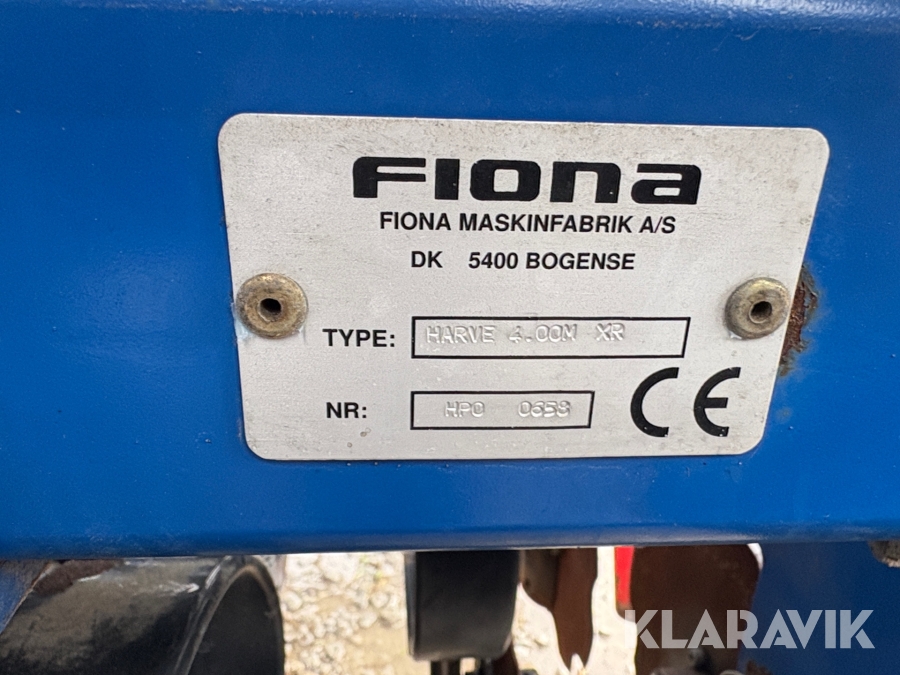 FIONA
FIONA MASKINFABRIK A/S
DK 5400 BOGENSE
TYPE: HARVE 4.00M XR
NR: HPO 0658
CE
KLARAVIK